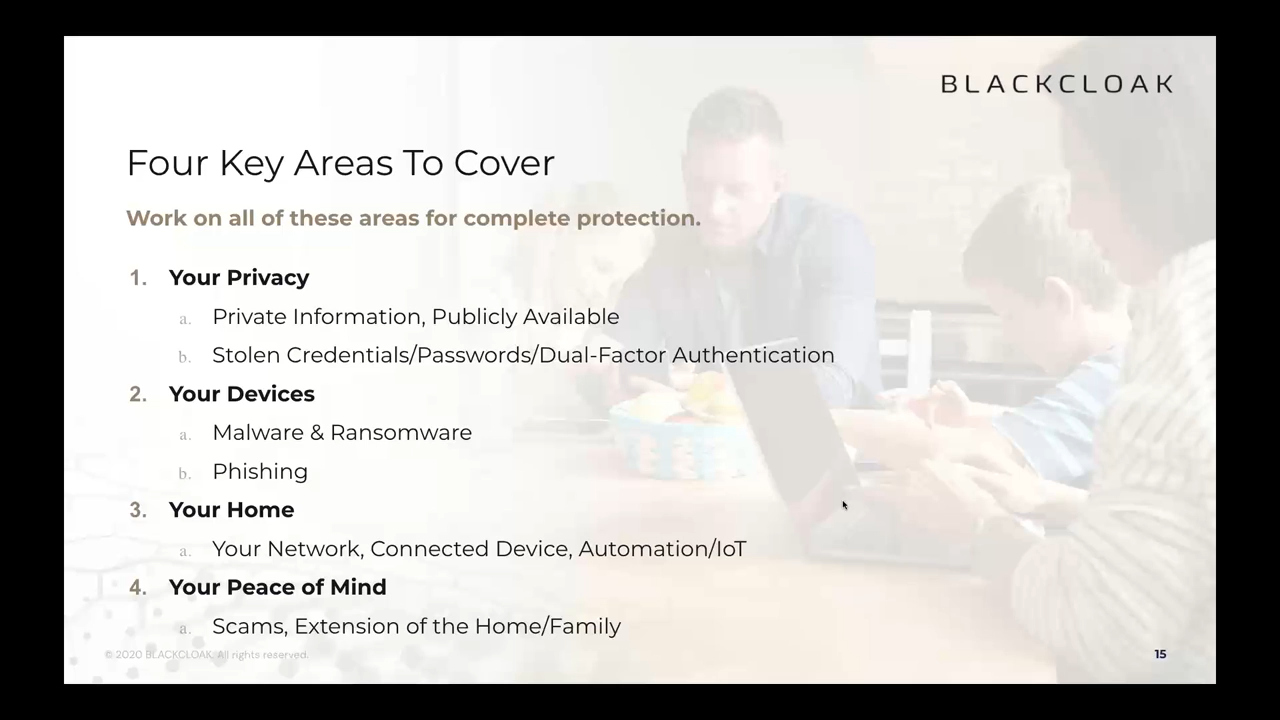 BLACKCLOAK
Four Key Areas To Cover
Work on all of these areas for complete protection.
1. Your Privacy
a. Private Information, Publicly Available
b. Stolen Credentials/Passwords/Dual-Factor Authentication
2. Your Devices
a. Malware & Ransomware
b. Phishing
3. Your Home
a. Your Network, Connected Device, Automation/IoT
4. Your Peace of Mind
a. Scams, Extension of the Home/Family
© 2020 BLACKCLOAK. All rights reserved.
15